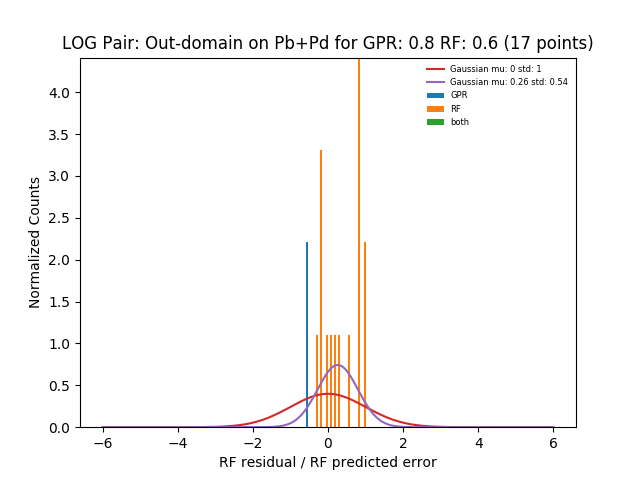 LOG Pair: Out-domain on Pb+Pd for GPR: 0.8 RF: 0.6 (17 points)
Gaussian mu: 0 std: 1
Gaussian mu: 0.26 std: 0.54
GPR
RF
both
Normalized Counts
4.0
3.5
3.0
2.5
2.0
1.5
1.0
0.5
0.0
−6
−4
−2
0
2
4
6
RF residual / RF predicted error